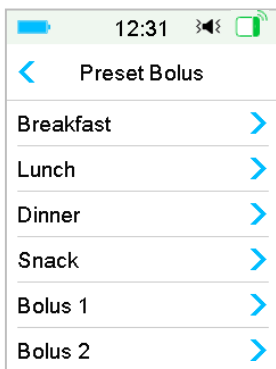 12:31
Preset Bolus
Breakfast
Lunch
Dinner
Snack
Bolus 1
Bolus 2